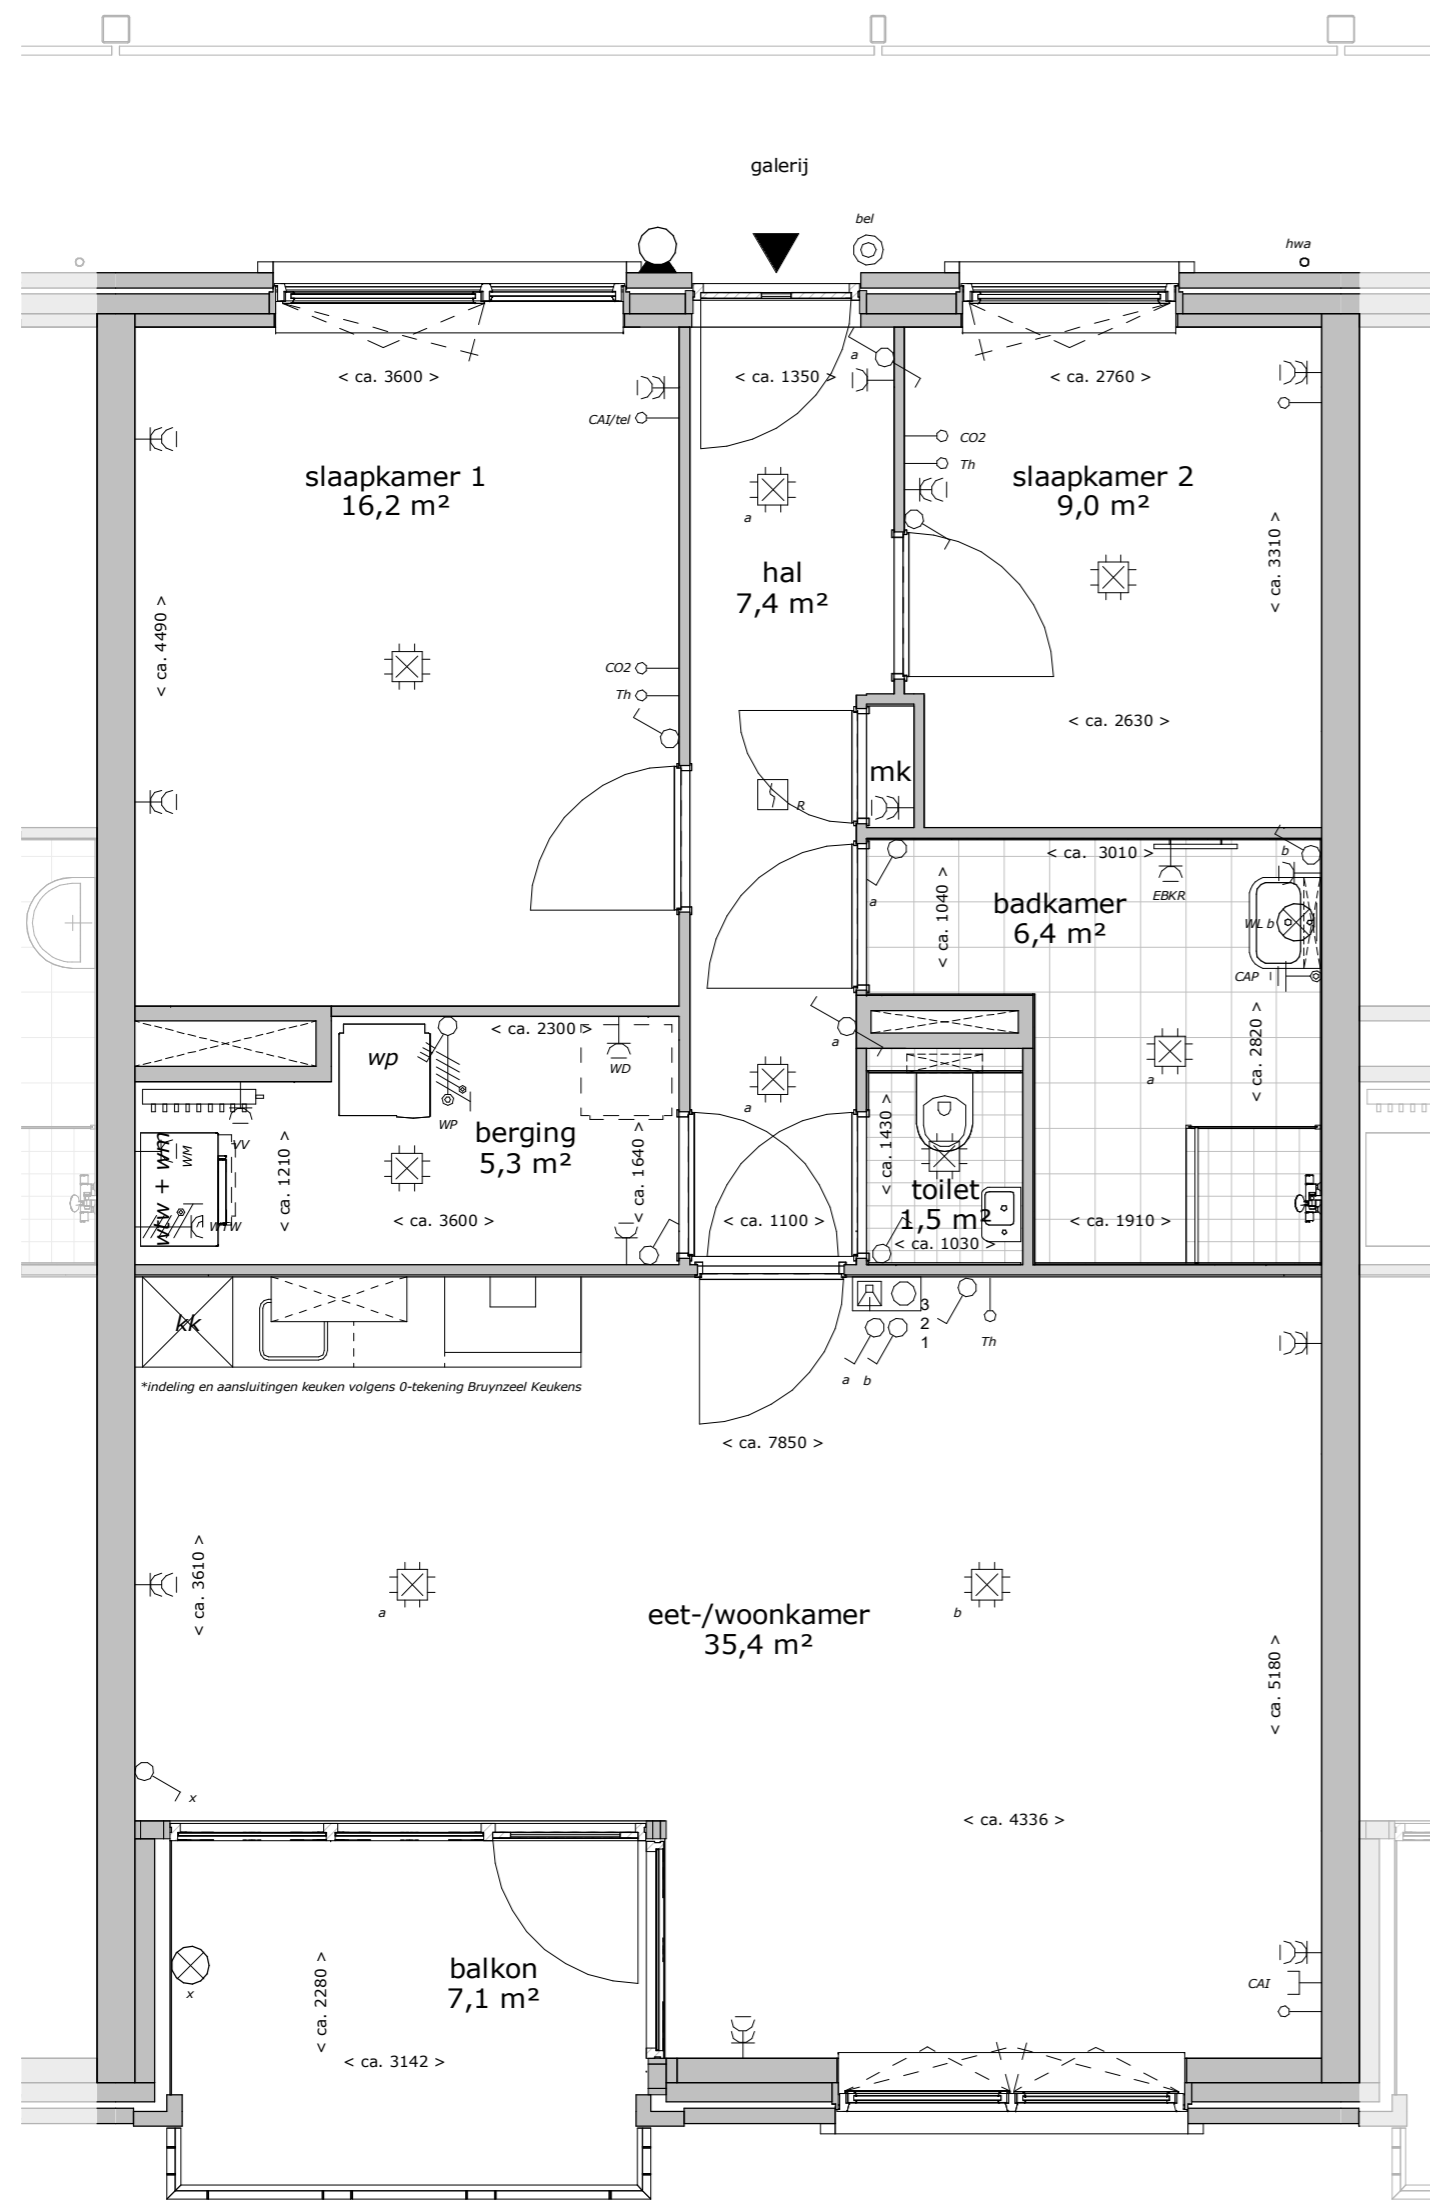 galerij
bel
hwa
< ca. 3600 >
< ca. 1350 >
a
< ca. 2760 >
CAI/tel
CO2
Th
slaapkamer 1
16,2 m²
slaapkamer 2
9,0 m²
a
hal
7,4 m²
< ca. 3310 >
< ca. 4490 >
CO2
Th
< ca. 2630 >
mk
R
< ca. 3010 >
b
a
< ca. 1040 >
EBKR
badkamer
6,4 m²
WL b
CAP
< ca. 2300 >
wp
WD
a
a
a
< ca. 2820 >
WP
VV
WM
wtw + wm
WTW
berging
5,3 m²
< ca. 1210 >
< ca. 1640 >
< ca. 1430 >
toilet
1,5 m²
< ca. 3600 >
< ca. 1100 >
< ca. 1030 >
< ca. 1910 >
kk
3
2
1
Th
a
b
*indeling en aansluitingen keuken volgens 0-tekening Bruynzeel Keukens
< ca. 7850 >
< ca. 3610 >
a
b
eet-/woonkamer
35,4 m²
< ca. 5180 >
x
< ca. 4336 >
balkon
7,1 m²
x
< ca. 2280 >
CAI
< ca. 3142 >